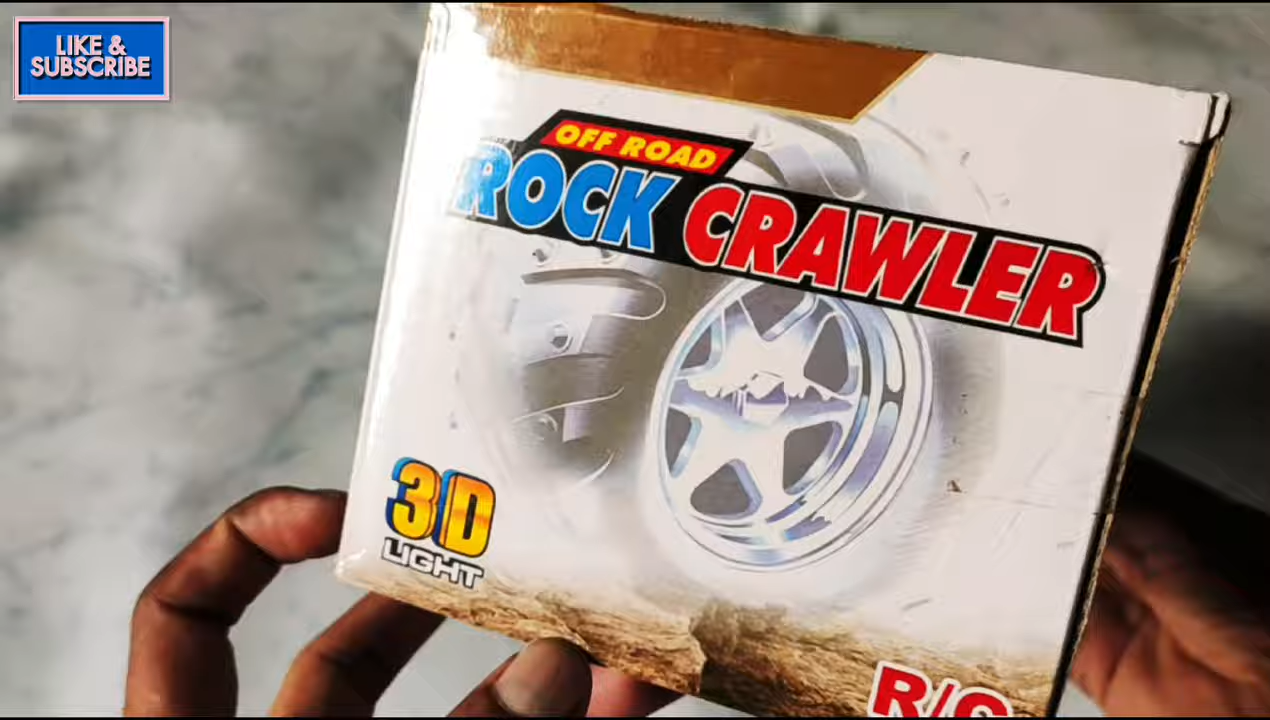 LIKE &
SUBSCRIBE
OFF ROAD
ROCK CRAWLER
3D
LIGHT
R/C